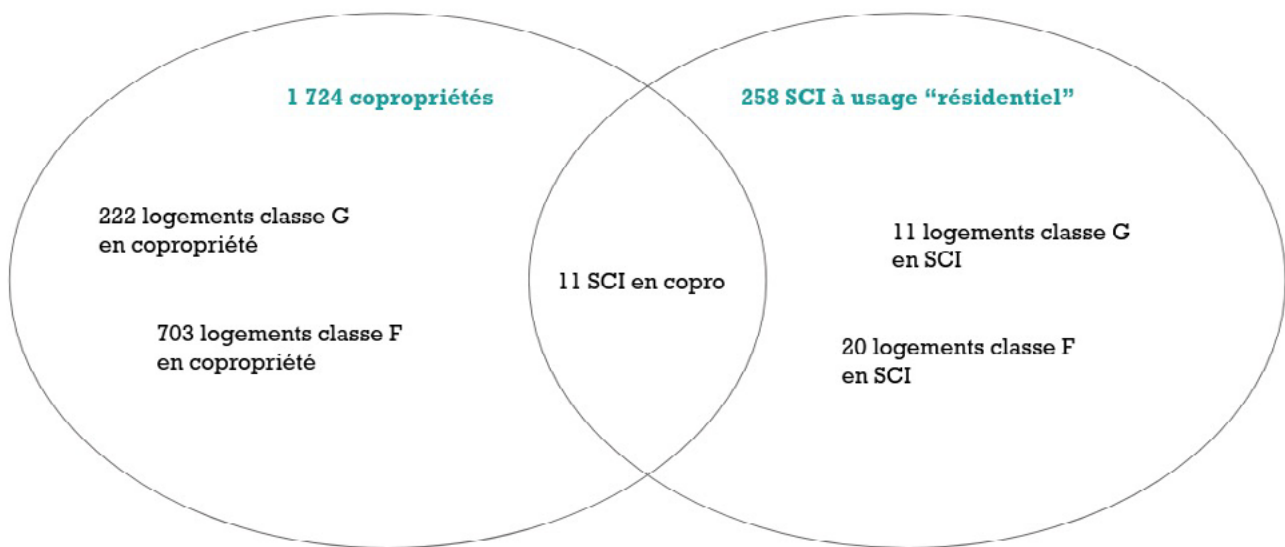 1 724 copropriétés
258 SCI à usage “résidentiel”
222 logements classe G
en copropriété
703 logements classe F
en copropriété
11 SCI en copro
11 logements classe G
en SCI
20 logements classe F
en SCI